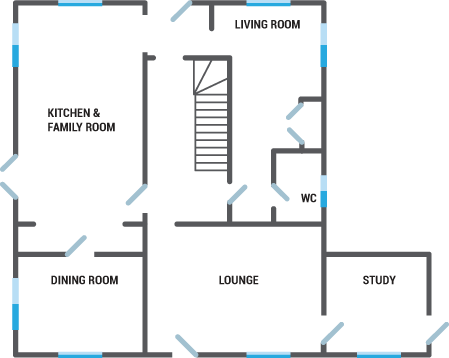 LIVING ROOM
KITCHEN &
FAMILY ROOM
WC
DINING ROOM
LOUNGE
STUDY